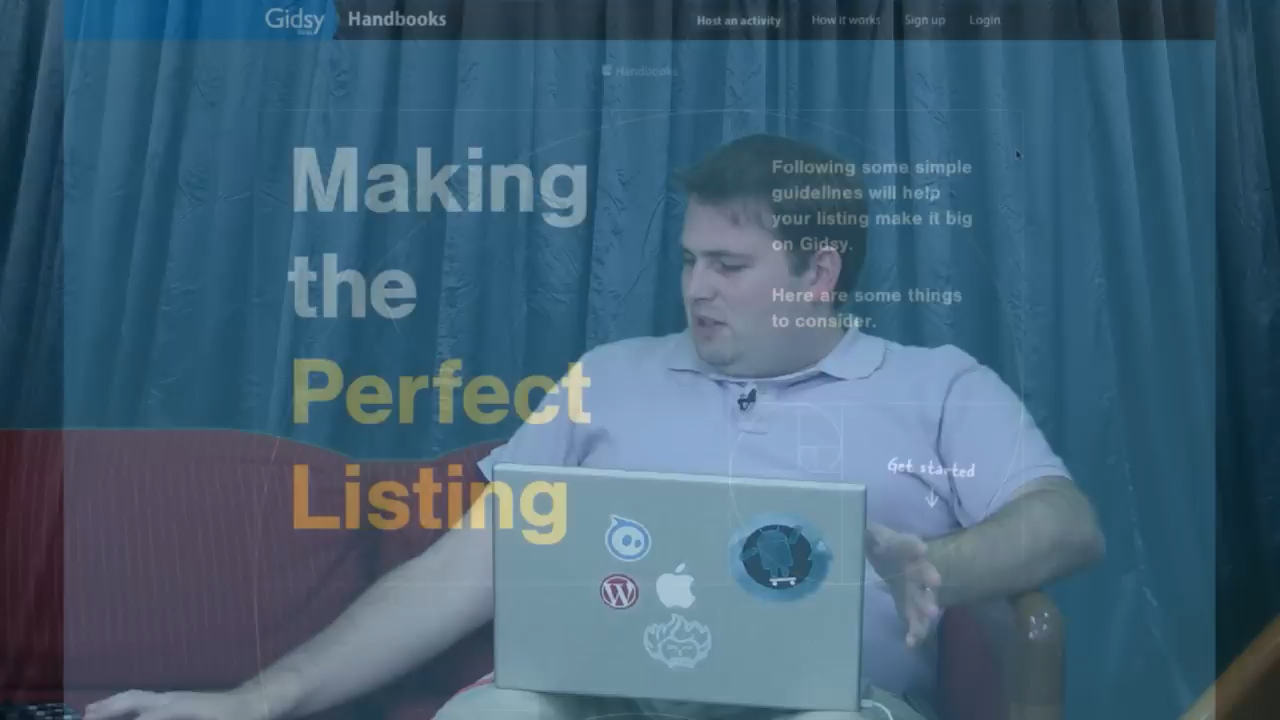 Gidsy Handbooks
Host an activity How it works Sign up Login
Handbooks
Making
the
Perfect
Listing
Following some simple
guidelines will help
your listing make it big
on Gidsy.
Here are some things
to consider.
Get started